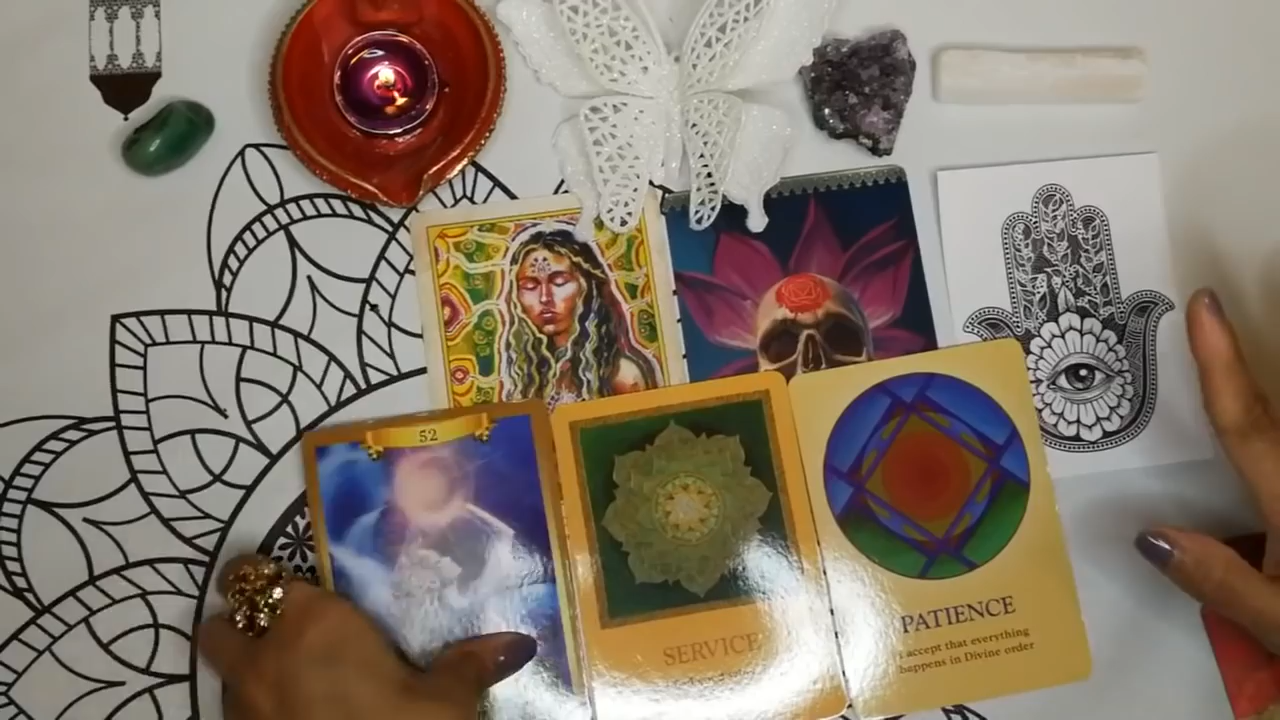 52
SERVICE
PATIENCE
I accept that everything
happens in Divine order